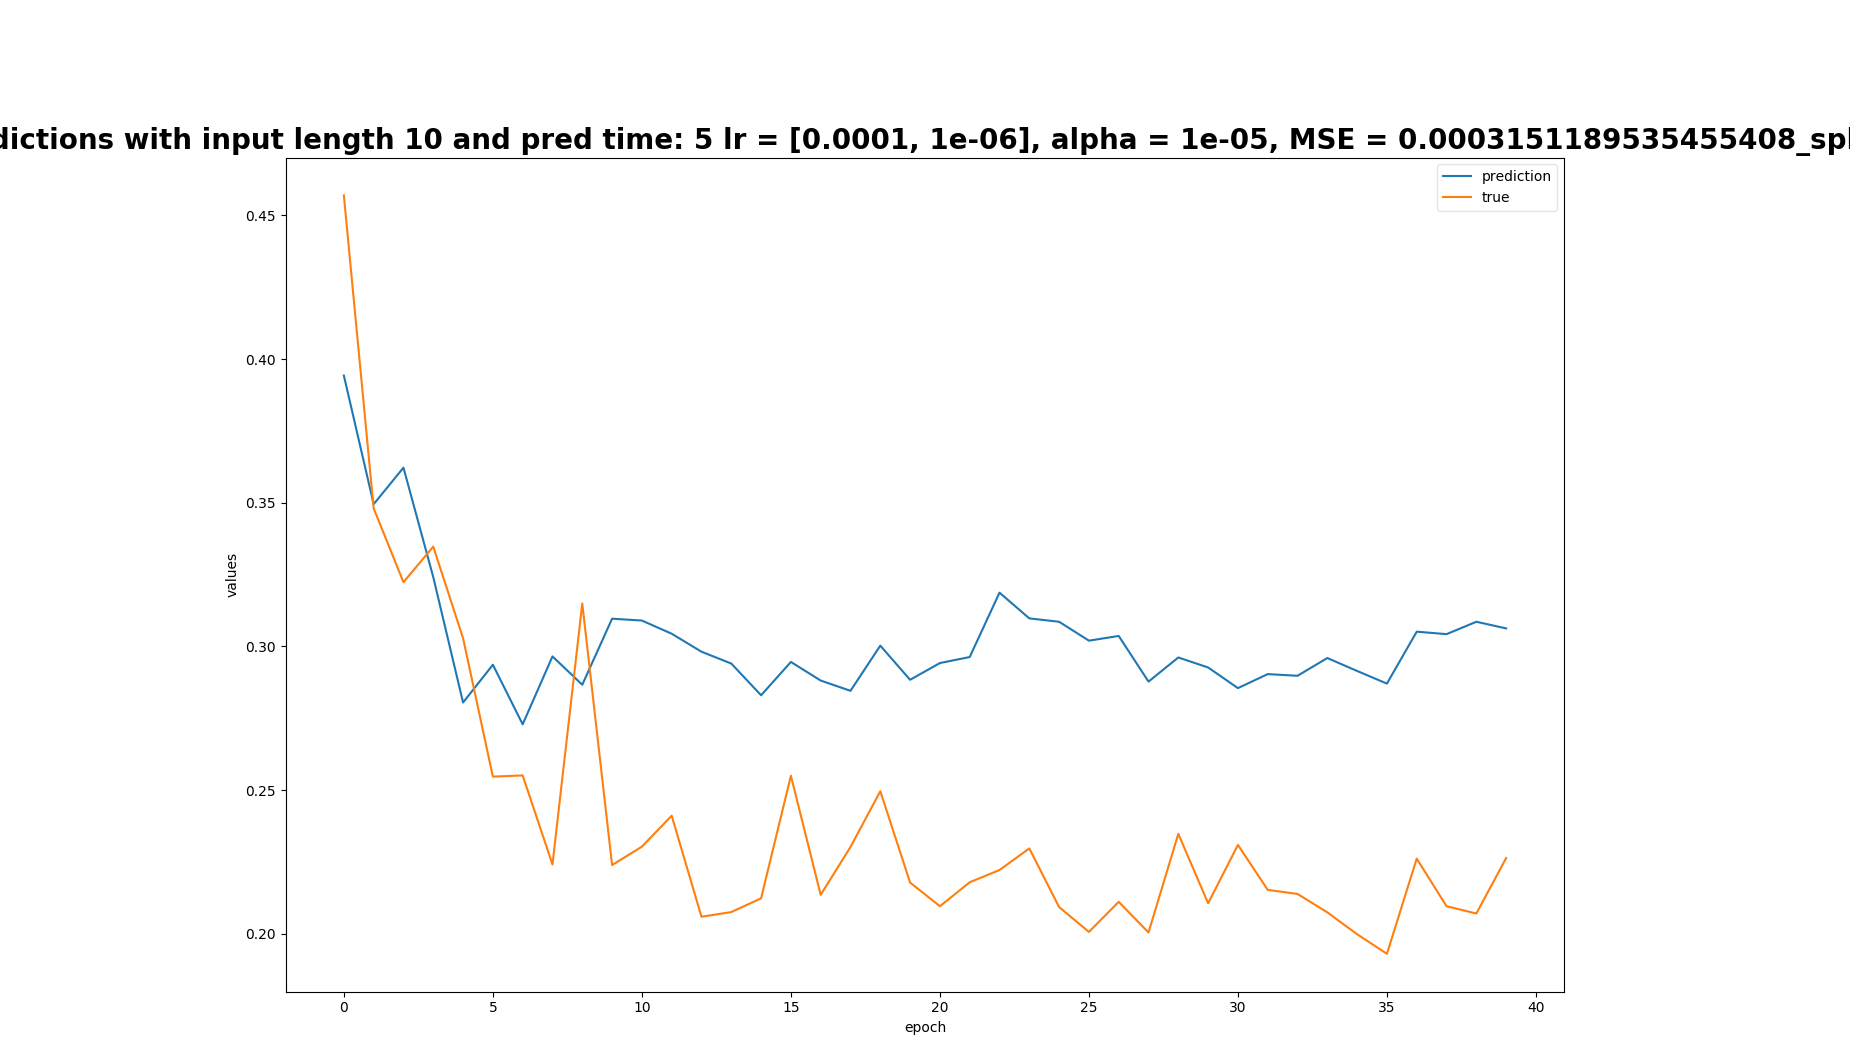 dictions with input length 10 and pred time: 5 lr = [0.0001, 1e-06], alpha = 1e-05, MSE = 0.0003151189535455408_spl
prediction
true
0.45
0.40
0.35
0.30
0.25
0.20
values
0 5 10 15 20 25 30 35 40
epoch